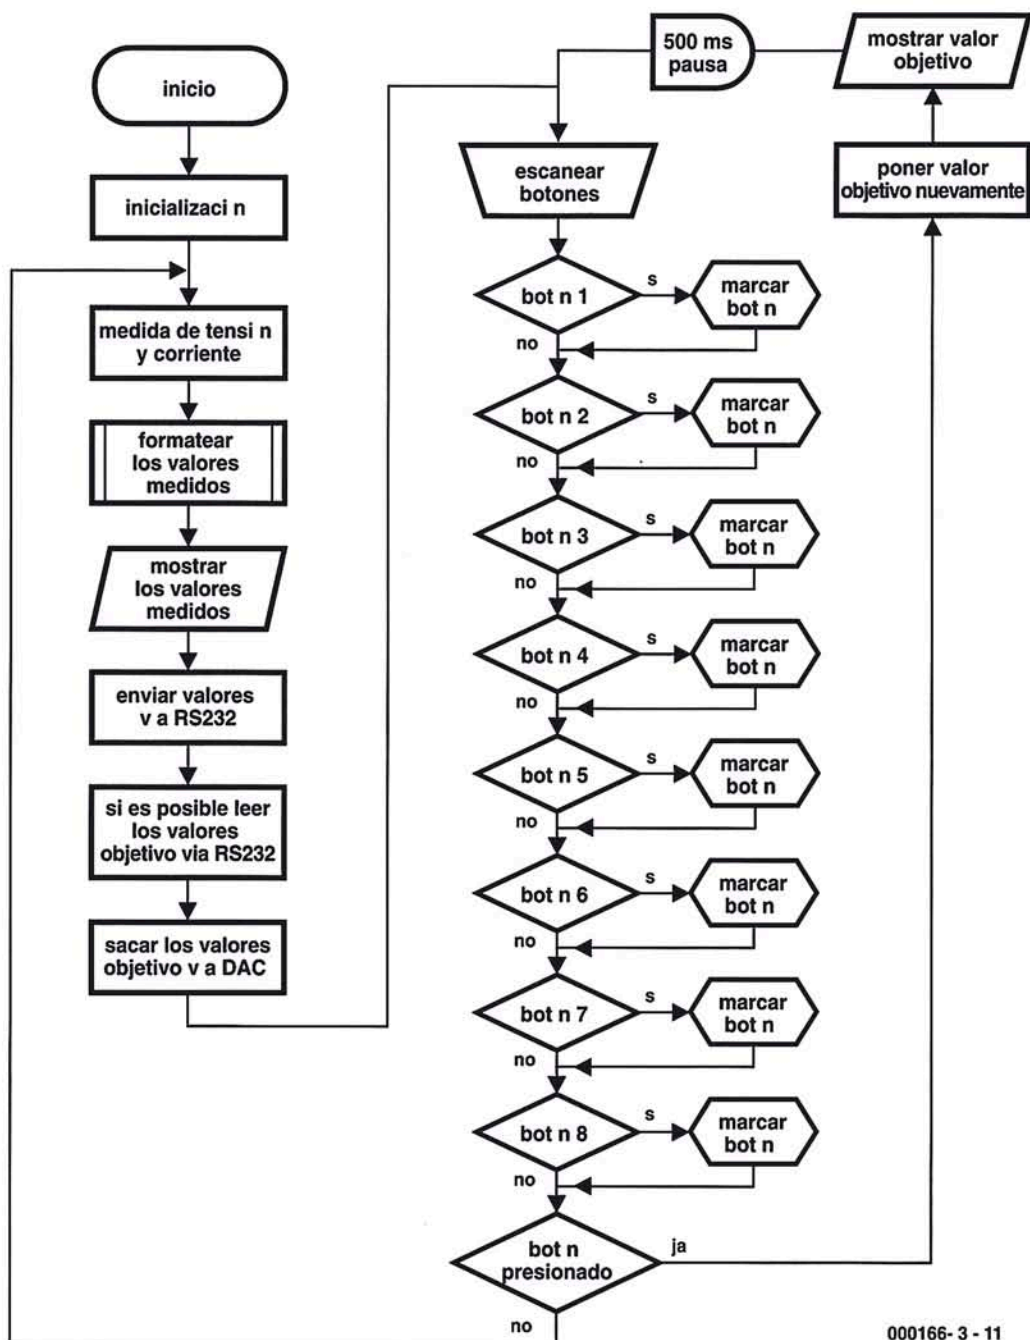 inicio
inicializaci n
medida de tensi n
y corriente
formatear
los valores
medidos
mostrar
los valores
medidos
enviar valores
v a RS232
si es posible leer
los valores
objetivo via RS232
sacar los valores
objetivo v a DAC
500 ms
pausa
mostrar valor
objetivo
poner valor
objetivo nuevamente
escanear
botones
bot n 1
s
marcar
bot n
no
bot n 2
s
marcar
bot n
no
bot n 3
s
marcar
bot n
no
bot n 4
s
marcar
bot n
no
bot n 5
s
marcar
bot n
no
bot n 6
s
marcar
bot n
no
bot n 7
s
marcar
bot n
no
bot n 8
s
marcar
bot n
no
bot n
presionado
ja
no
000166- 3 - 11